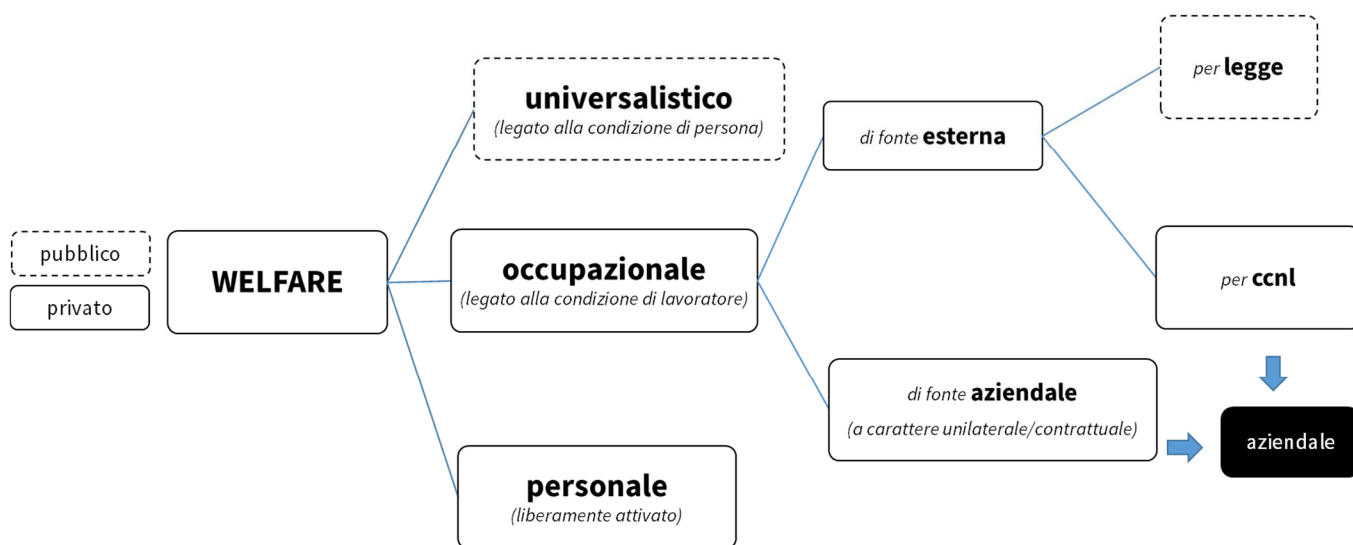 pubblico
privato
WELFARE
universalistico
(legato alla condizione di persona)
occupazionale
(legato alla condizione di lavoratore)
personale
(liberamente attivato)
di fonte esterna
di fonte aziendale
(a carattere unilaterale/contrattuale)
per legge
per ccnl
aziendale